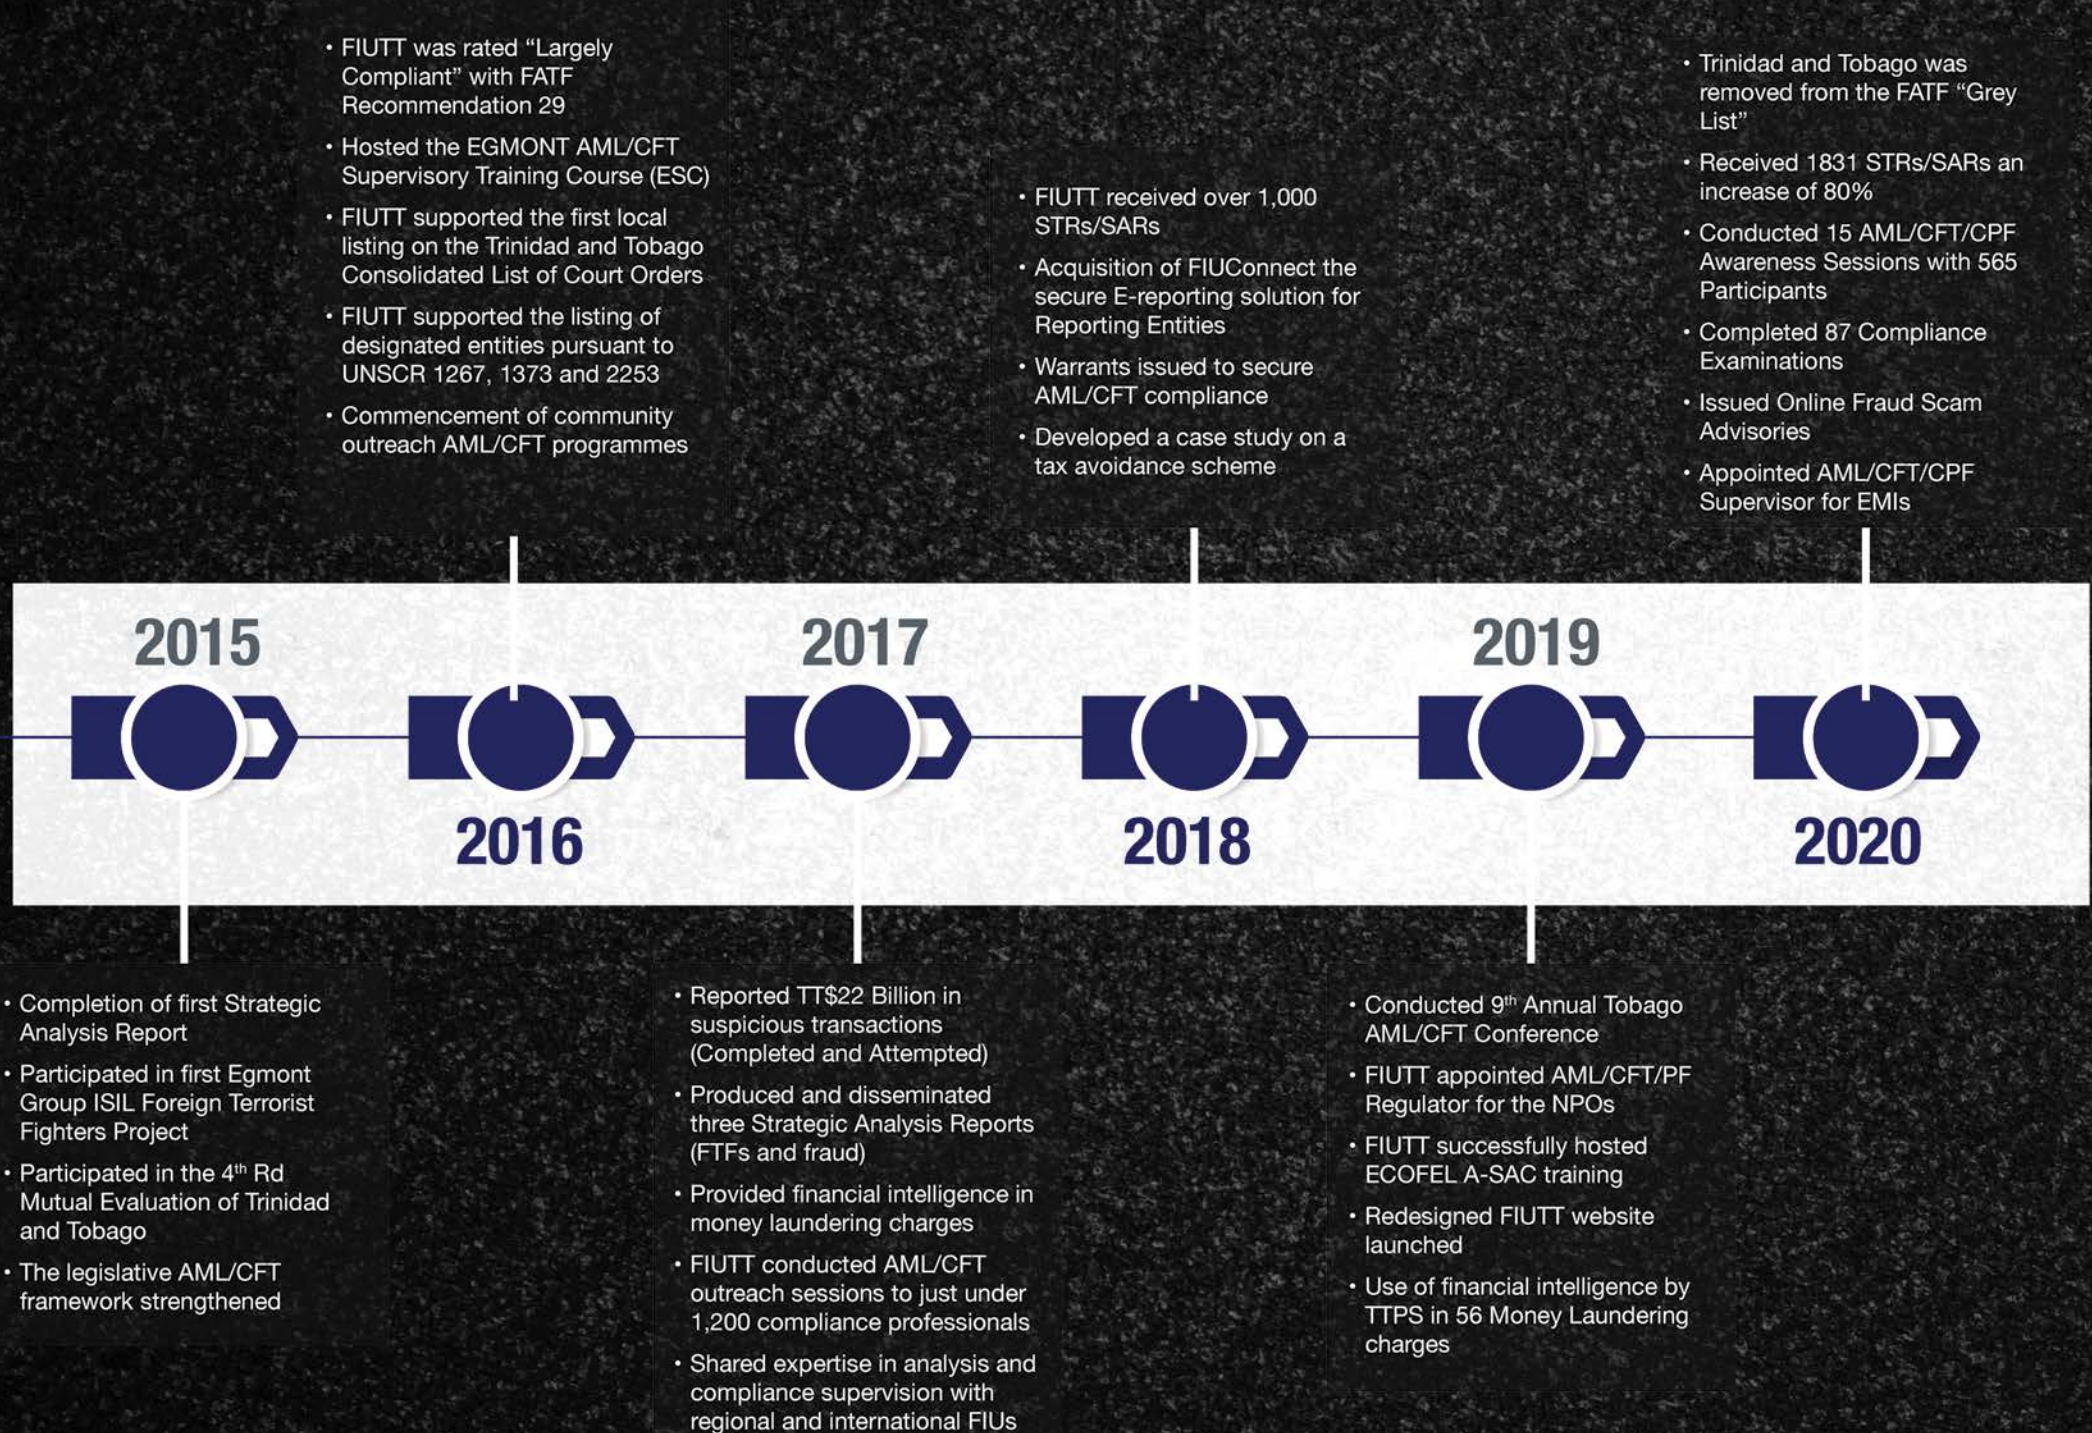 • FIUTT was rated “Largely
Compliant” with FATF
Recommendation 29
• Hosted the EGMONT AML/CFT
Supervisory Training Course (ESC)
• FIUTT supported the first local
listing on the Trinidad and Tobago
Consolidated List of Court Orders
• FIUTT supported the listing of
designated entities pursuant to
UNSCR 1267, 1373 and 2253
• Commencement of community
outreach AML/CFT programmes
• FIUTT received over 1,000
STRs/SARs
• Acquisition of FIUConnect the
secure E-reporting solution for
Reporting Entities
• Warrants issued to secure
AML/CFT compliance
• Developed a case study on a
tax avoidance scheme
• Trinidad and Tobago was
removed from the FATF “Grey
List”
• Received 1831 STRs/SARs an
increase of 80%
• Conducted 15 AML/CFT/CPF
Awareness Sessions with 565
Participants
• Completed 87 Compliance
Examinations
• Issued Online Fraud Scam
Advisories
• Appointed AML/CFT/CPF
Supervisor for EMIs
2015
2016
2017
2018
2019
2020
• Completion of first Strategic
Analysis Report
• Participated in first Egmont
Group ISIL Foreign Terrorist
Fighters Project
• Participated in the 4th Rd
Mutual Evaluation of Trinidad
and Tobago
• The legislative AML/CFT
framework strengthened
• Reported TT$22 Billion in
suspicious transactions
(Completed and Attempted)
• Produced and disseminated
three Strategic Analysis Reports
(FTFs and fraud)
• Provided financial intelligence in
money laundering charges
• FIUTT conducted AML/CFT
outreach sessions to just under
1,200 compliance professionals
• Shared expertise in analysis and
compliance supervision with
regional and international FIUs
• Conducted 9th Annual Tobago
AML/CFT Conference
• FIUTT appointed AML/CFT/PF
Regulator for the NPOs
• FIUTT successfully hosted
ECOFEL A-SAC training
• Redesigned FIUTT website
launched
• Use of financial intelligence by
TTPS in 56 Money Laundering
charges